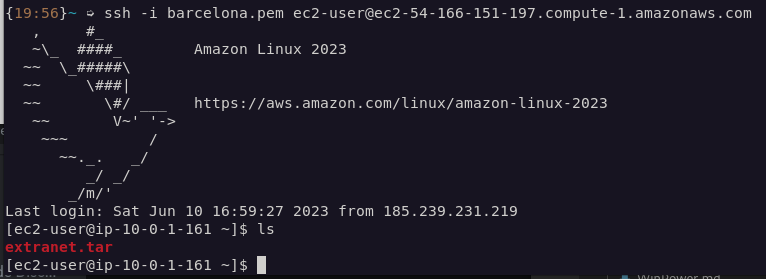 {19:56}~ ➭ ssh -i barcelona.pem ec2-user@ec2-54-166-151-197.compute-1.amazonaws.com
   ,     #_
   ~\_  ####_        Amazon Linux 2023
  ~~  \_#####\
  ~~     \###|
  ~~       \#/ ___   https://aws.amazon.com/linux/amazon-linux-2023
   ~~       V~' '->
    ~~~         /
      ~~._.   _/
         _/ _/
       _/m/'
Last login: Sat Jun 10 16:59:27 2023 from 185.239.231.219
[ec2-user@ip-10-0-1-161 ~]$ ls
extranet.tar
[ec2-user@ip-10-0-1-161 ~]$